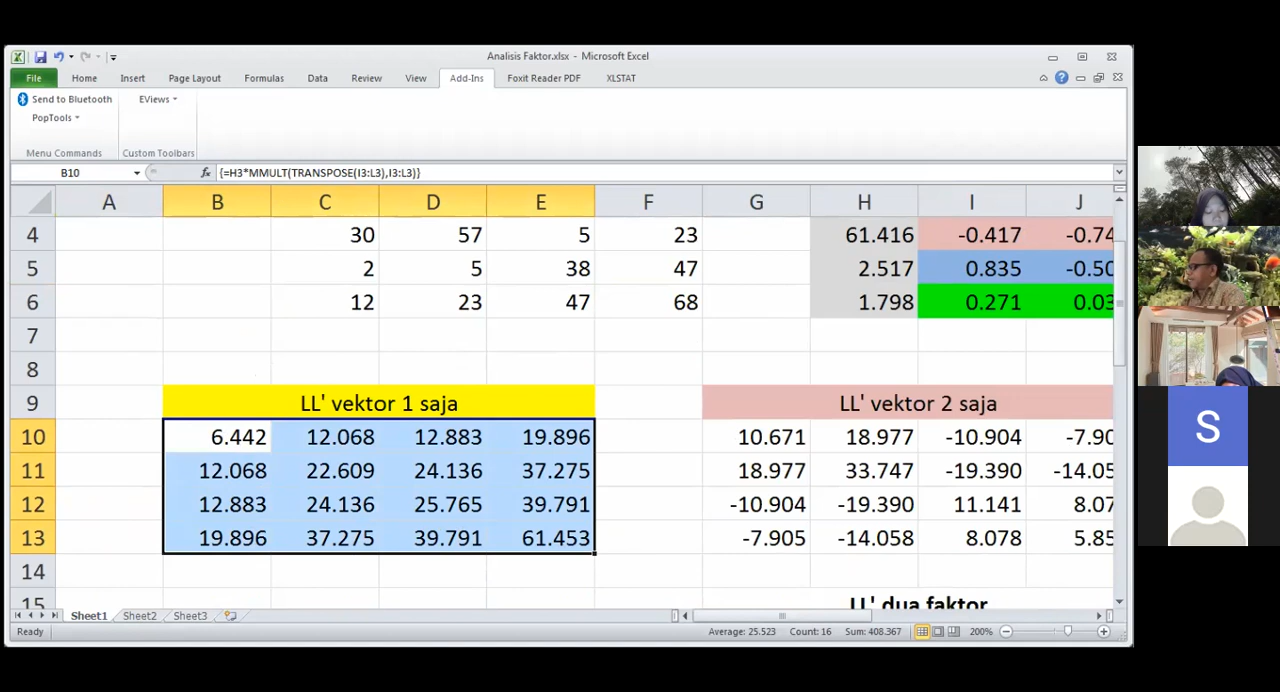 Analisis Faktor.xlsx - Microsoft Excel
File Home Insert Page Layout Formulas Data Review View Add-Ins Foxit Reader PDF XLSTAT
Send to Bluetooth EViews
PopTools
Menu Commands Custom Toolbars
B10 fx {=H3*MMULT(TRANSPOSE(I3:L3),I3:L3)}
A B C D E F G H I J
4 30 57 5 23 61.416 -0.417 -0.74
5 2 5 38 47 2.517 0.835 -0.50
6 12 23 47 68 1.798 0.271 0.03
7
8
9 LL' vektor 1 saja LL' vektor 2 saja
10 6.442 12.068 12.883 19.896 10.671 18.977 -10.904 -7.90
11 12.068 22.609 24.136 37.275 18.977 33.747 -19.390 -14.05
12 12.883 24.136 25.765 39.791 -10.904 -19.390 11.141 8.07
13 19.896 37.275 39.791 61.453 -7.905 -14.058 8.078 5.85
14
15 LL' dua faktor
Sheet1 Sheet2 Sheet3
Ready Average: 25.523 Count: 16 Sum: 408.367 200%
S